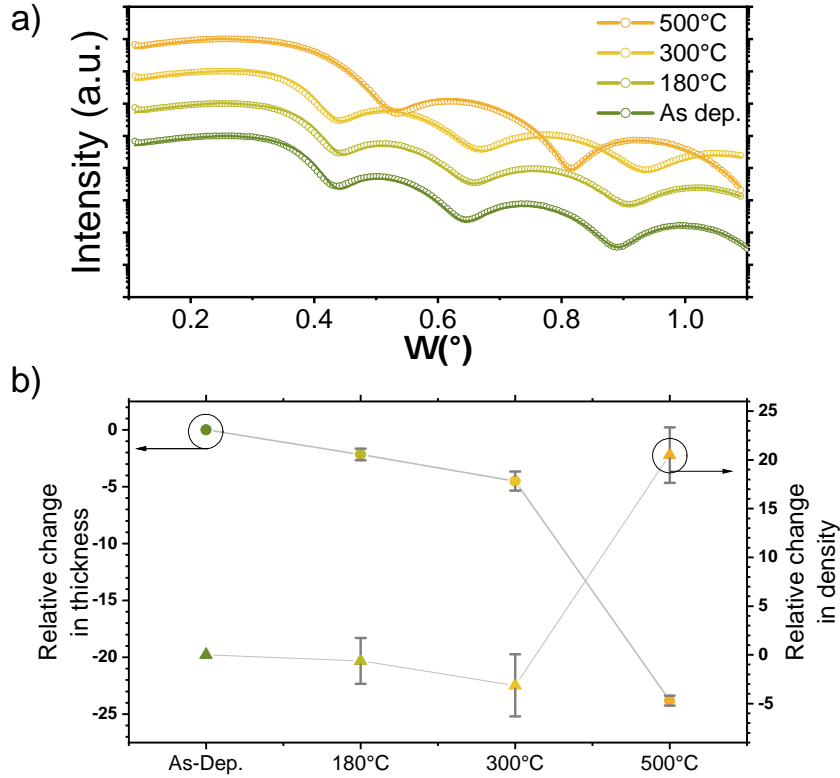 a)
500°C
300°C
180°C
As dep.
Intensity (a.u.)
0.2 0.4 0.6 0.8 1.0
W(°)
b)
0
-5
-10
-15
-20
-25
Relative change
in thickness
25
20
15
10
5
0
-5
Relative change
in density
As-Dep. 180°C 300°C 500°C